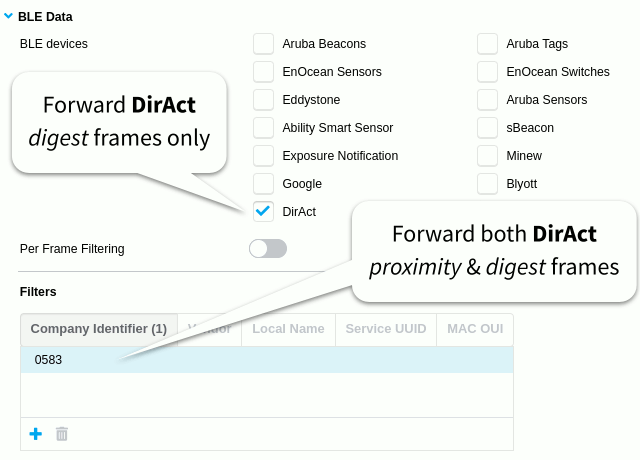 BLE Data
BLE devices
Aruba Beacons
Aruba Tags
EnOcean Sensors
EnOcean Switches
Eddystone
Aruba Sensors
Ability Smart Sensor
sBeacon
Exposure Notification
Minew
Google
Blyott
DirAct
Forward DirAct
digest frames only
Per Frame Filtering
Forward both DirAct
proximity & digest frames
Filters
Company Identifier (1) Local Name Service UUID MAC OUI
0583